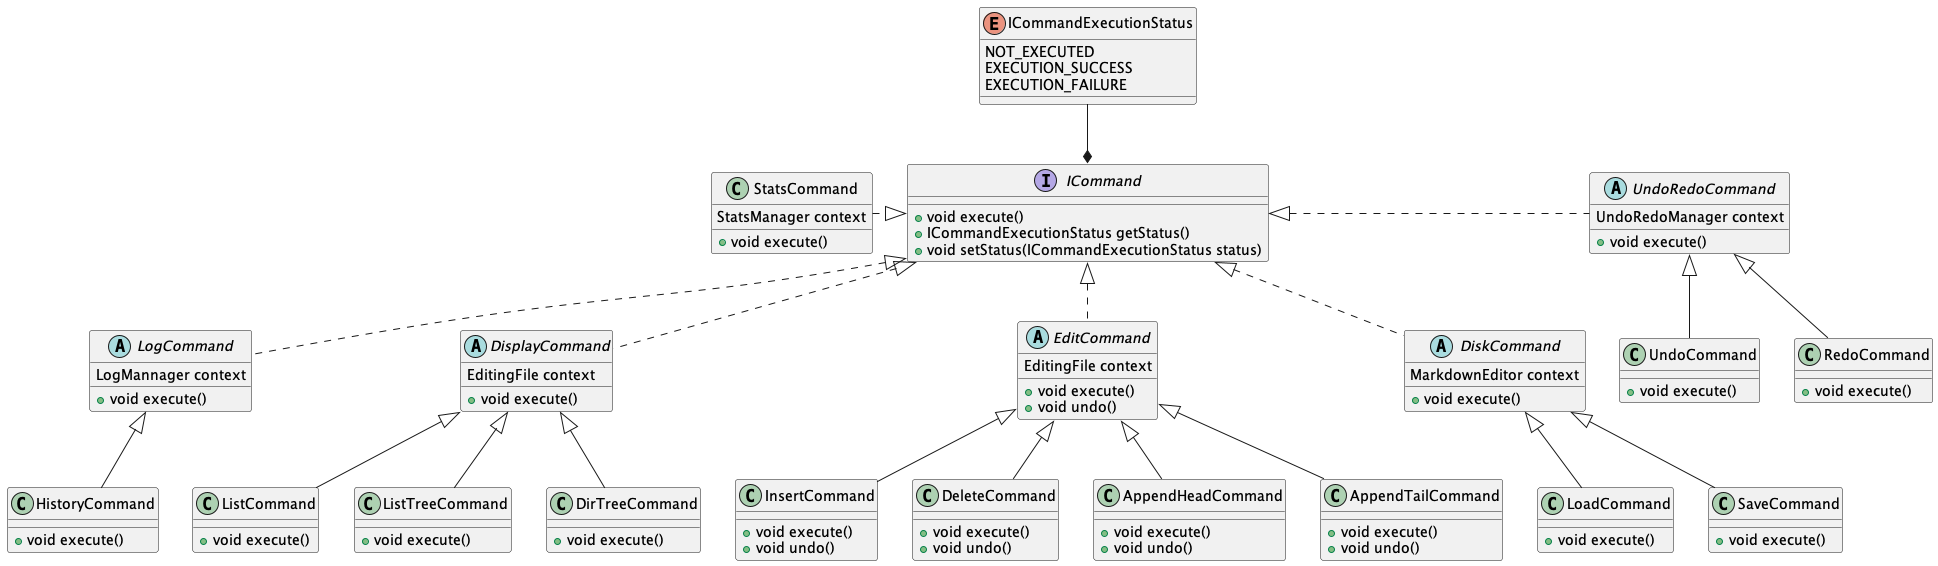 E ICommandExecutionStatus
NOT_EXECUTED
EXECUTION_SUCCESS
EXECUTION_FAILURE
C StatsCommand
StatsManager context
void execute()
I ICommand
void execute()
ICommandExecutionStatus getStatus()
void setStatus(ICommandExecutionStatus status)
A UndoRedoCommand
UndoRedoManager context
void execute()
A LogCommand
LogMannager context
void execute()
A DisplayCommand
EditingFile context
void execute()
A EditCommand
EditingFile context
void execute()
void undo()
A DiskCommand
MarkdownEditor context
void execute()
C UndoCommand
void execute()
C RedoCommand
void execute()
C HistoryCommand
void execute()
C ListCommand
void execute()
C ListTreeCommand
void execute()
C DirTreeCommand
void execute()
C InsertCommand
void execute()
void undo()
C DeleteCommand
void execute()
void undo()
C AppendHeadCommand
void execute()
void undo()
C AppendTailCommand
void execute()
void undo()
C LoadCommand
void execute()
C SaveCommand
void execute()